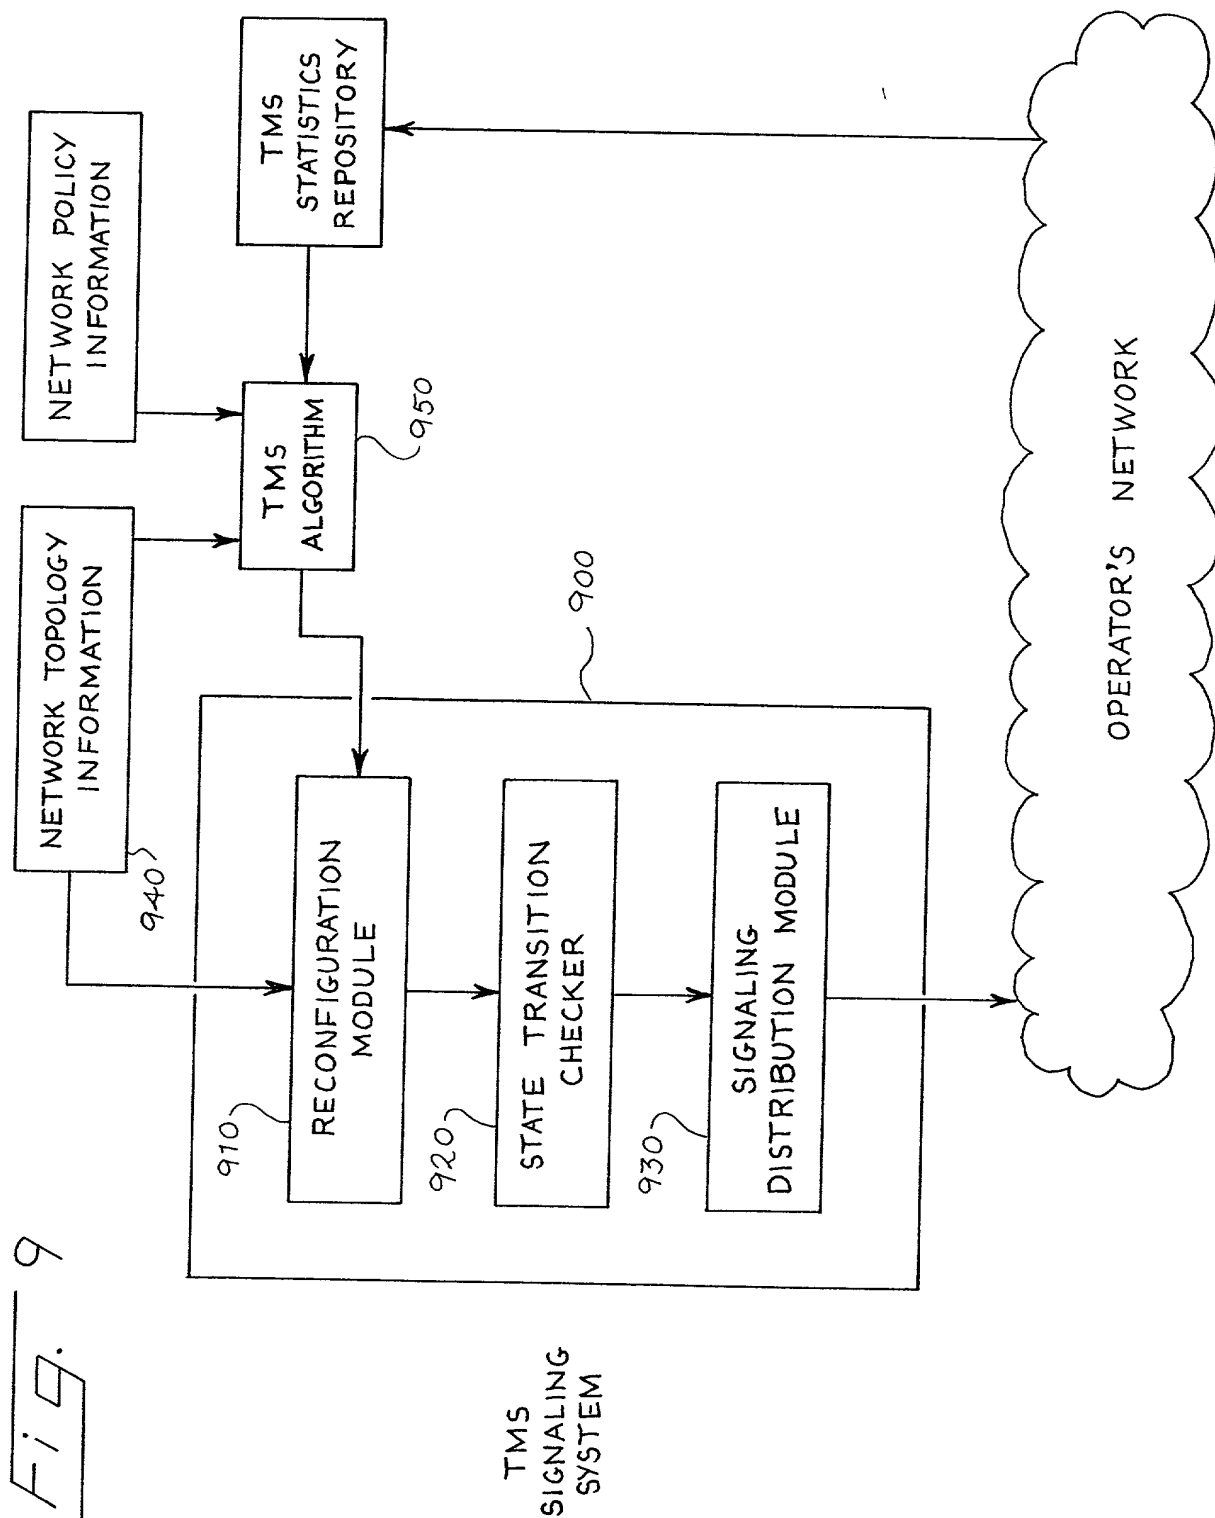 Fig. 9
NETWORK TOPOLOGY
INFORMATION
940
NETWORK POLICY
INFORMATION
TMS
ALGORITHM
950
TMS
STATISTICS
REPOSITORY
TMS
SIGNALING
SYSTEM
900
910
RECONFIGURATION
MODULE
920
STATE TRANSITION
CHECKER
930
SIGNALING
DISTRIBUTION MODULE
OPERATOR'S NETWORK